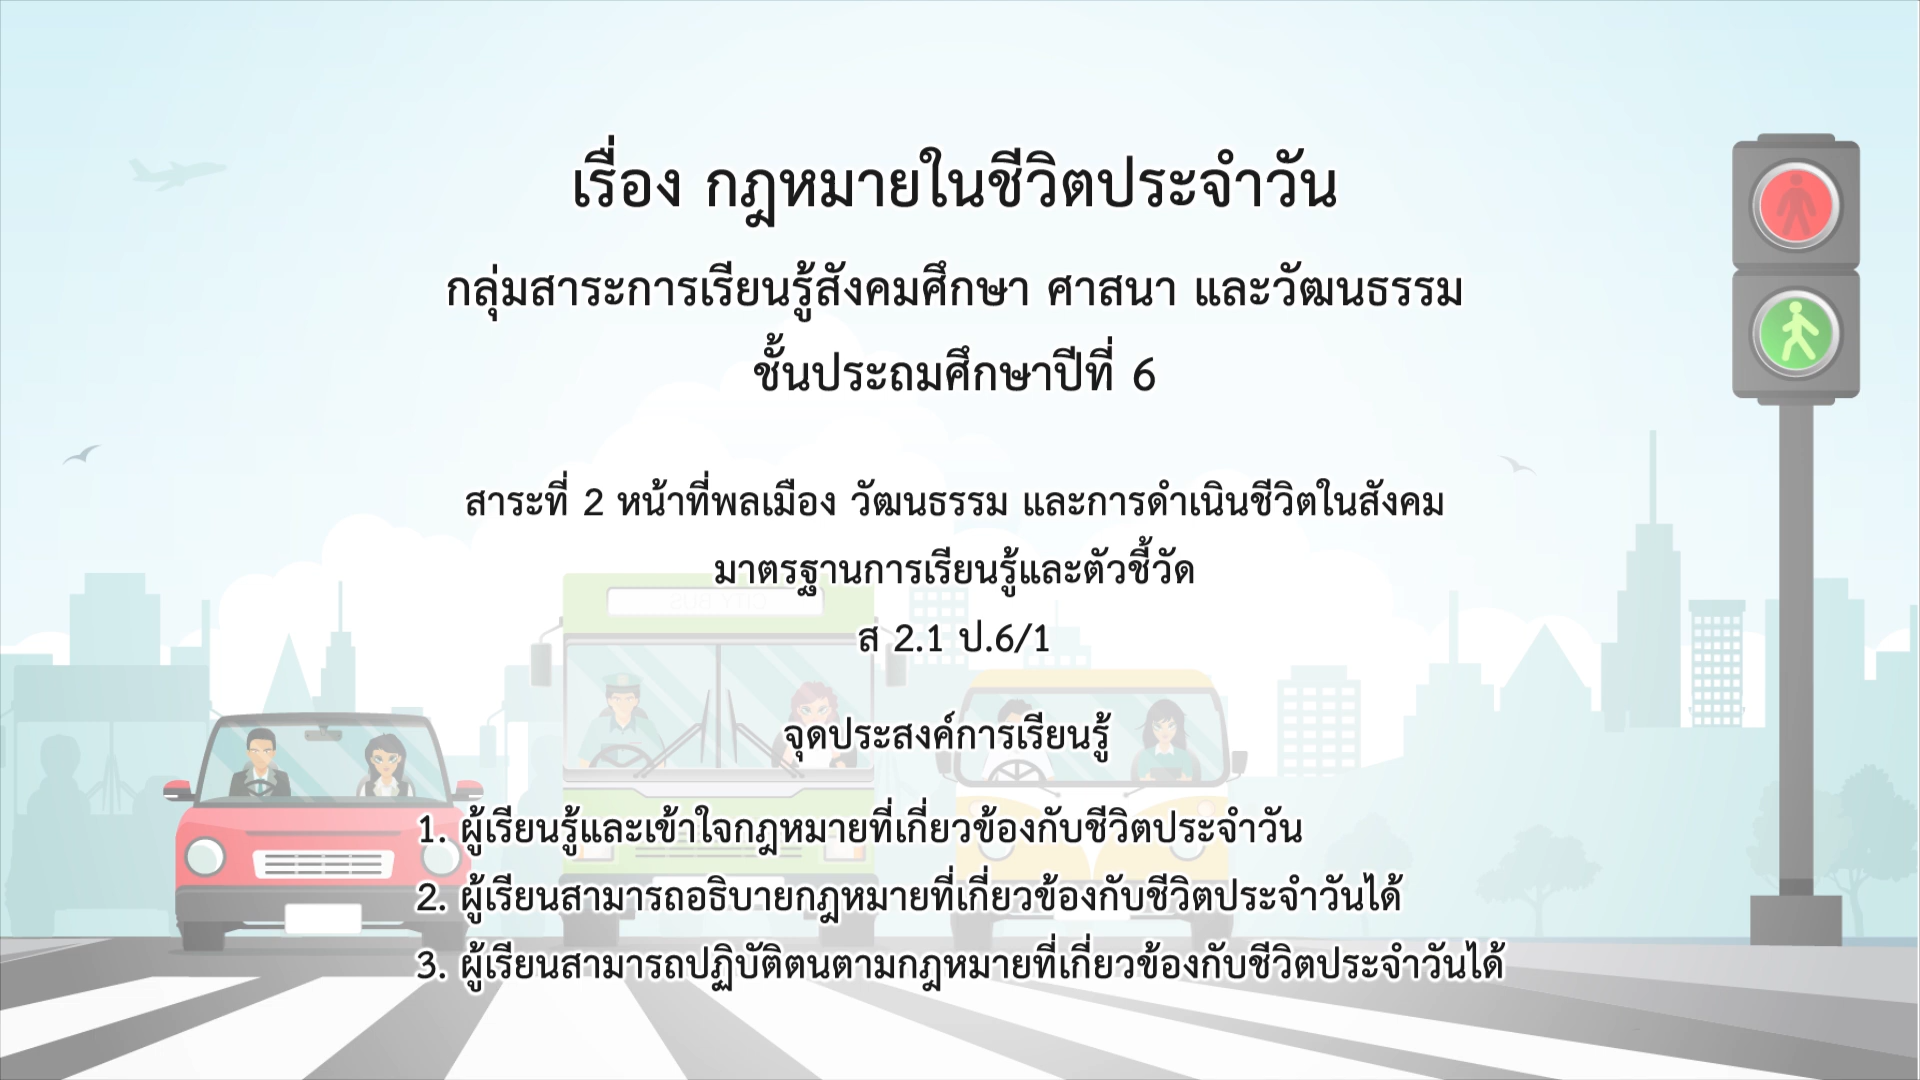 เรื่อง กฎหมายในชีวิตประจำวัน
กลุ่มสาระการเรียนรู้สังคมศึกษา ศาสนา และวัฒนธรรม
ชั้นประถมศึกษาปีที่ 6
สาระที่ 2 หน้าที่พลเมือง วัฒนธรรม และการดำเนินชีวิตในสังคม
มาตรฐานการเรียนรู้และตัวชี้วัด
CITY BUS
ส 2.1 ป.6/1
จุดประสงค์การเรียนรู้
1. ผู้เรียนรู้และเข้าใจกฎหมายที่เกี่ยวข้องกับชีวิตประจำวัน
2. ผู้เรียนสามารถอธิบายกฎหมายที่เกี่ยวข้องกับชีวิตประจำวันได้
3. ผู้เรียนสามารถปฏิบัติตนตามกฎหมายที่เกี่ยวข้องกับชีวิตประจำวันได้